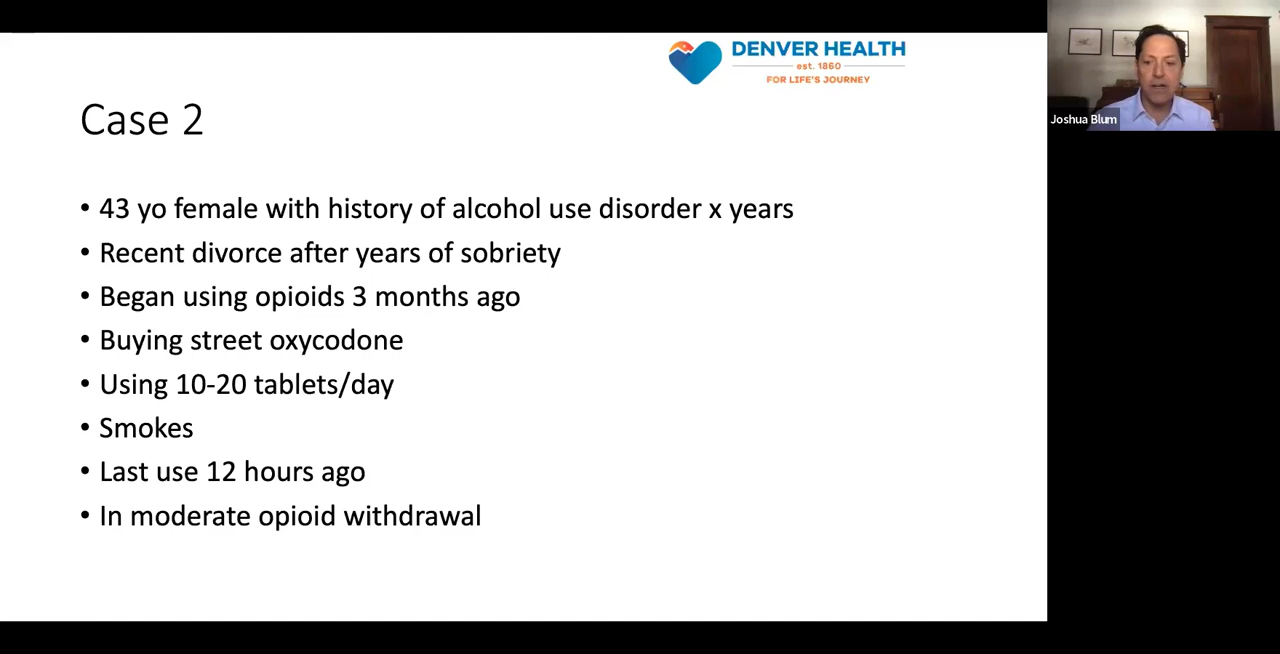 DENVER HEALTH
est. 1860
FOR LIFE'S JOURNEY
Joshua Blum
Case 2
• 43 yo female with history of alcohol use disorder x years
• Recent divorce after years of sobriety
• Began using opioids 3 months ago
• Buying street oxycodone
• Using 10-20 tablets/day
• Smokes
• Last use 12 hours ago
• In moderate opioid withdrawal